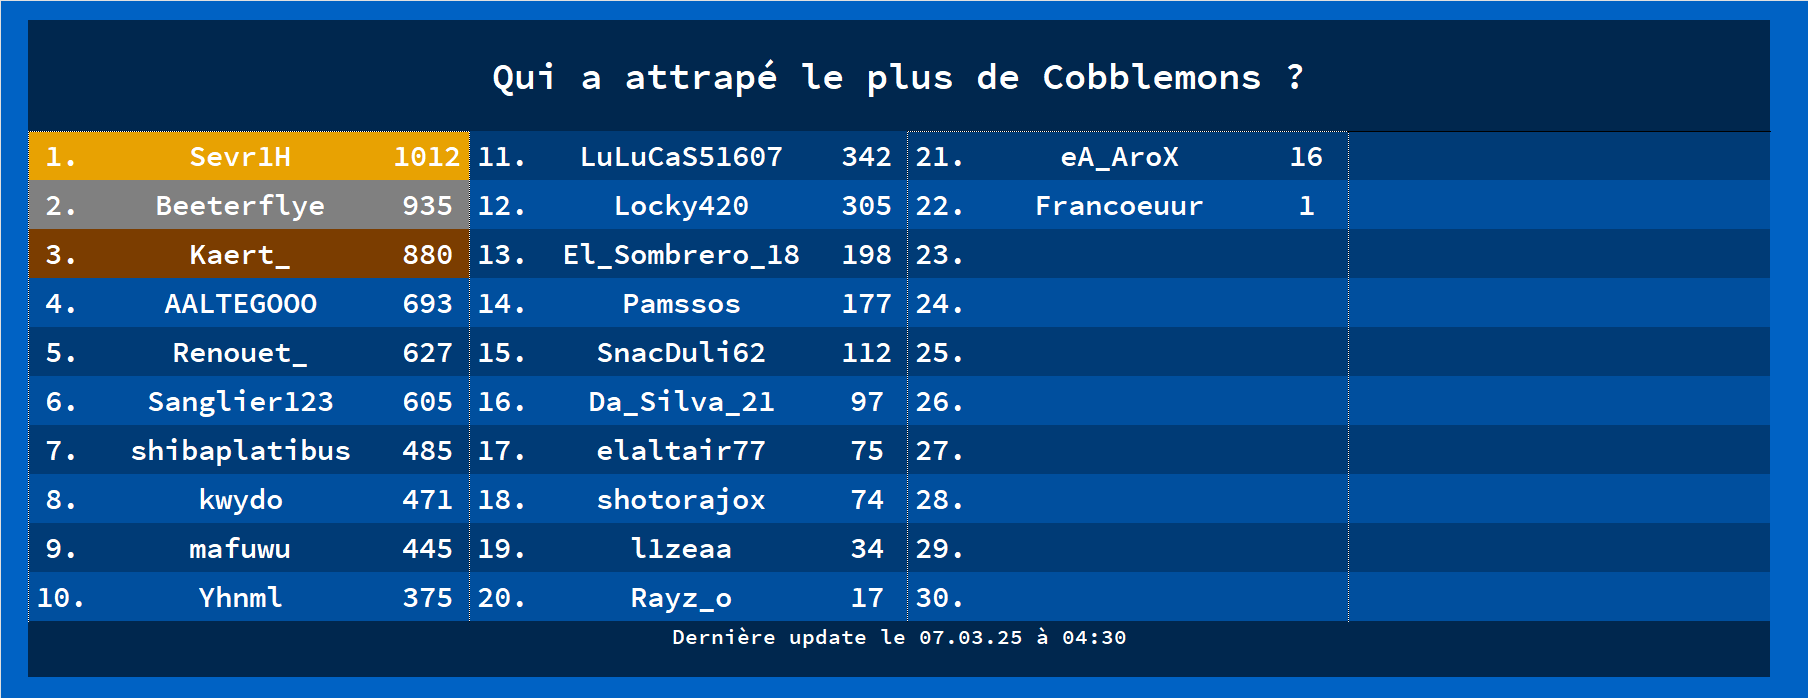 Qui a attrapé le plus de Cobblemons ?
1. Sevr1H 1012 11. LuLuCaS51607 342 21. eA_AroX 16
2. Beeterflye 935 12. Locky420 305 22. Francoeuur 1
3. Kaert_ 880 13. El_Sombrero_18 198 23.
4. AALTEGOOO 693 14. Pamssos 177 24.
5. Renouet_ 627 15. SnacDuli62 112 25.
6. Sanglier123 605 16. Da_Silva_21 97 26.
7. shibaplatibus 485 17. elaltair77 75 27.
8. kwydo 471 18. shotorajox 74 28.
9. mafuwu 445 19. l1zeaa 34 29.
10. Yhnml 375 20. Rayz_o 17 30.
Dernière update le 07.03.25 à 04:30